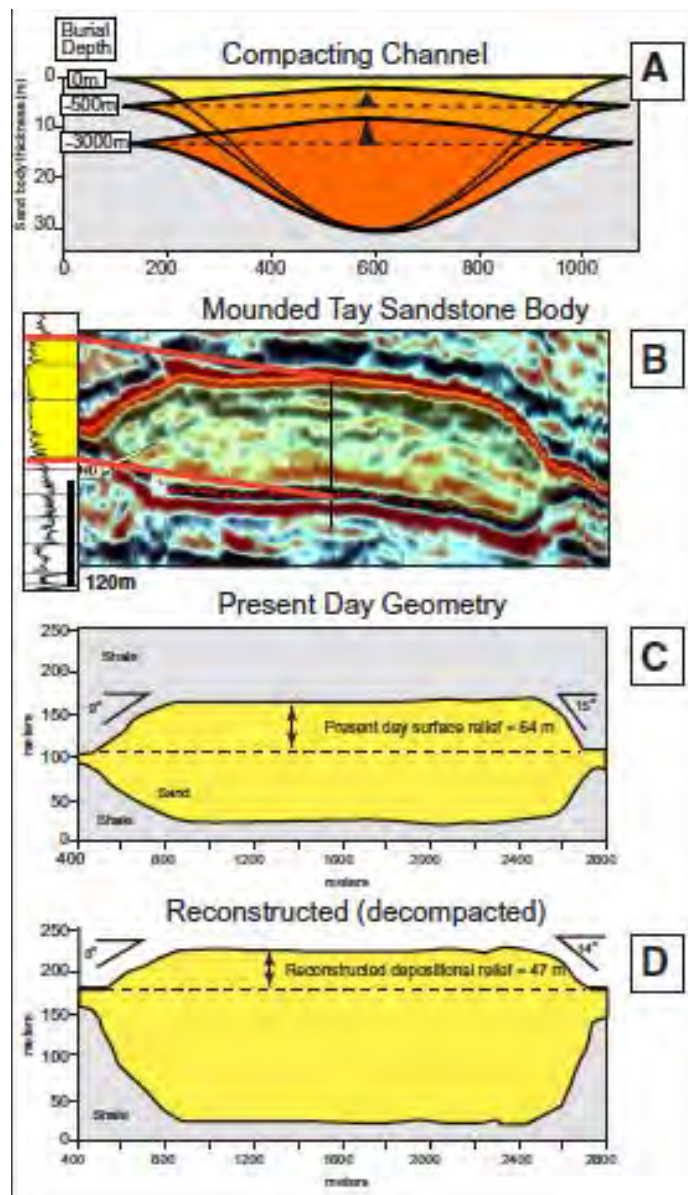 Burial
Depth
Compacting Channel
A
0
0m
~500m
10
~3000m
20
30
Sand body thickness (m)
0
200
400
600
800
1000
Mounded Tay Sandstone Body
B
120m
Present Day Geometry
C
250
200
150
100
50
0
meters
Shale
15°
Present day surface relief = 64 m
Sand
Shale
400
800
1200
1600
2000
2400
2800
meters
Reconstructed (decompacted)
D
250
200
150
100
50
0
meters
14°
Reconstructed depositional relief = 47 m
Shale
400
800
1200
1600
2000
2400
2800
meters